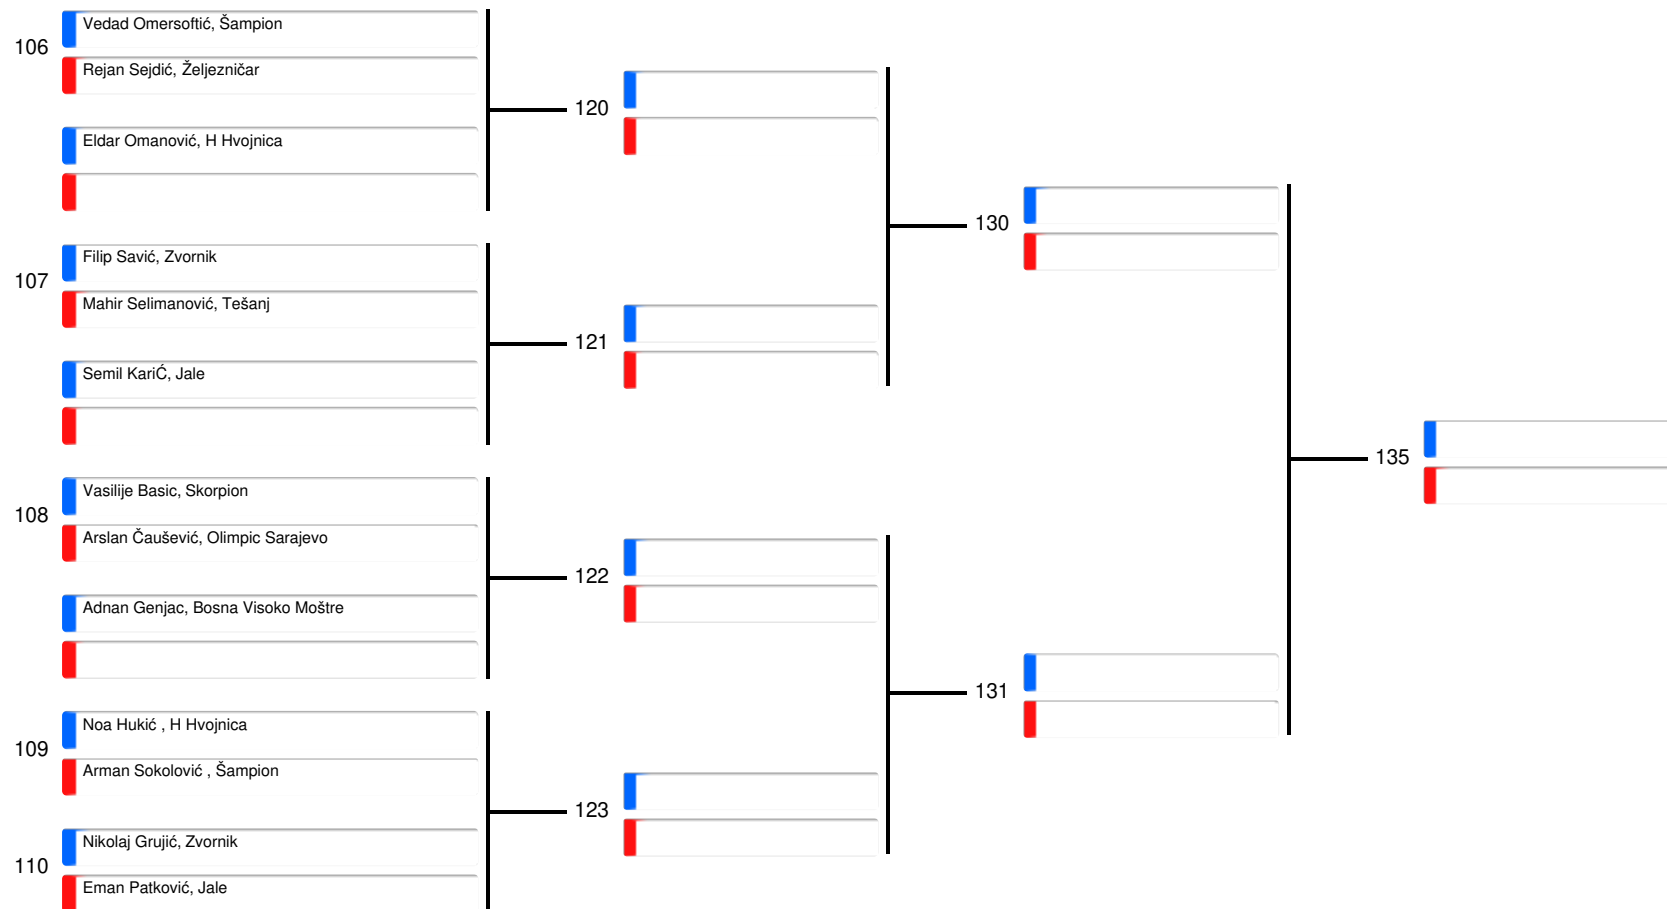 106
Vedad Omersoftić, Šampion
Rejan Sejdić, Željezničar
Eldar Omanović, H Hvojnica
107
Filip Savić, Zvornik
Mahir Selimanović, Tešanj
Semil KariĆ, Jale
108
Vasilije Basic, Skorpion
Arslan Čaušević, Olimpic Sarajevo
Adnan Genjac, Bosna Visoko Moštre
109
Noa Hukić , H Hvojnica
Arman Sokolović , Šampion
110
Nikolaj Grujić, Zvornik
Eman Patković, Jale
120
121
122
123
130
131
135